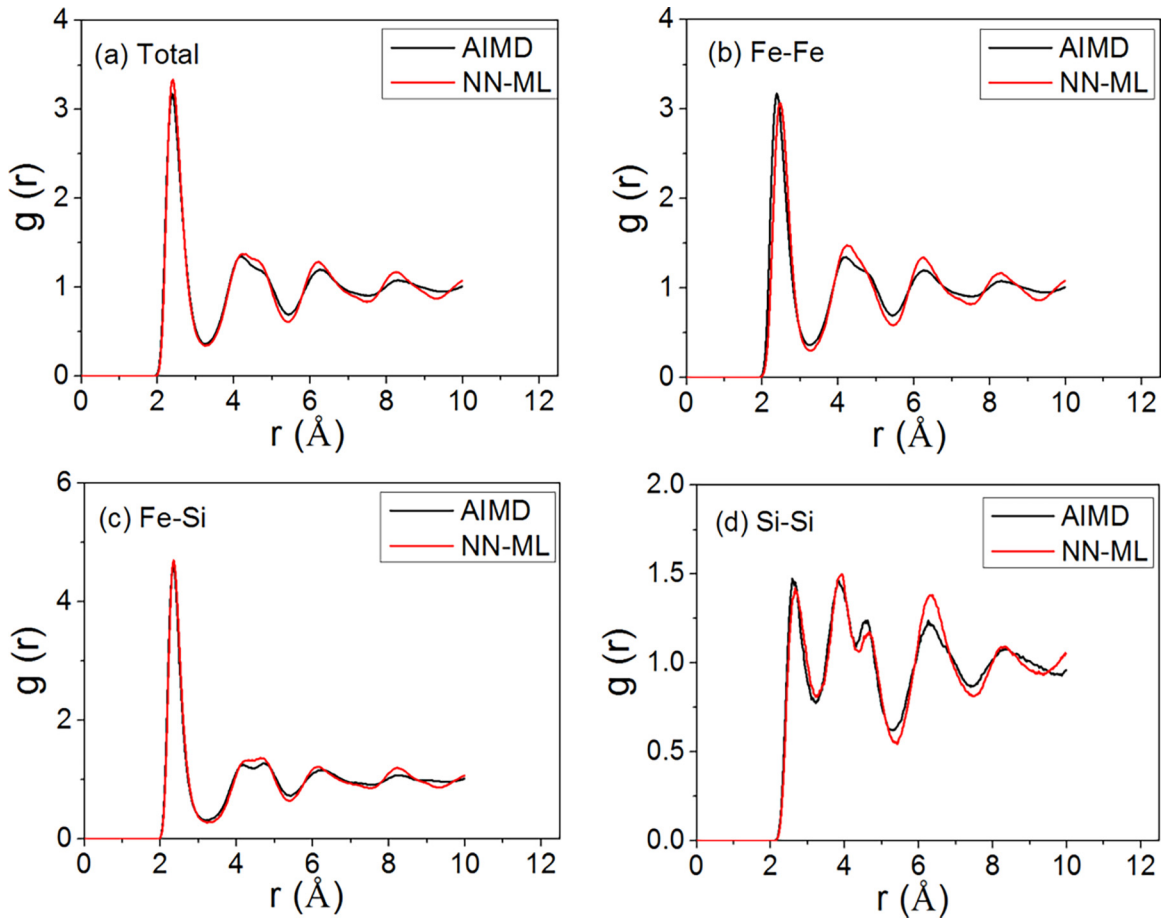 (a) Total
AIMD
NN-ML
g (r)
4
3
2
1
0
0 2 4 6 8 10 12
r (Å)
(b) Fe-Fe
AIMD
NN-ML
g (r)
4
3
2
1
0
0 2 4 6 8 10 12
r (Å)
(c) Fe-Si
AIMD
NN-ML
g (r)
6
4
2
0
0 2 4 6 8 10 12
r (Å)
(d) Si-Si
AIMD
NN-ML
g (r)
2.0
1.5
1.0
0.5
0.0
0 2 4 6 8 10 12
r (Å)